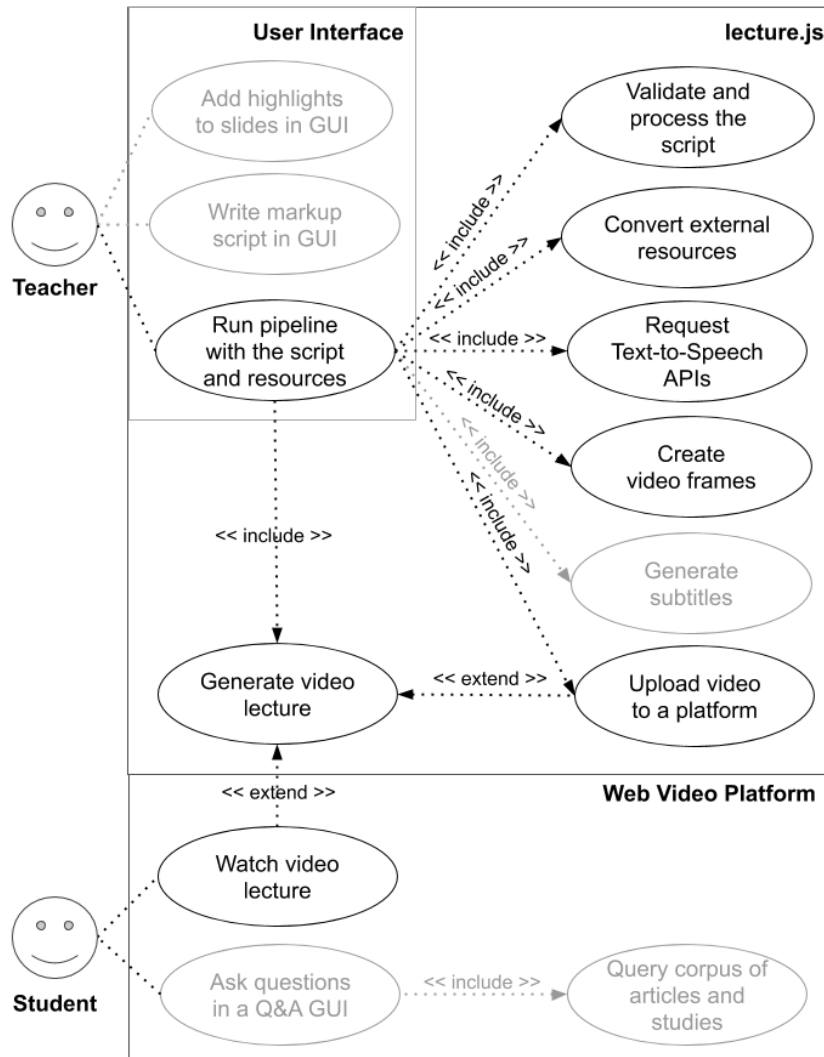 User Interface
lecture.js
Add highlights
to slides in GUI
Validate and
process the
script
Teacher
Write markup
script in GUI
<< include >>
Convert external
resources
<< include >>
Run pipeline
with the script
and resources
<< include >>
Request
Text-to-Speech
APIs
<< include >>
Create
video frames
<< include >>
Generate
subtitles
<< include >>
<< include >>
Generate video
lecture
<< extend >>
Upload video
to a platform
Web Video Platform
<< extend >>
Watch video
lecture
Student
Ask questions
in a Q&A GUI
<< include >>
Query corpus of
articles and
studies